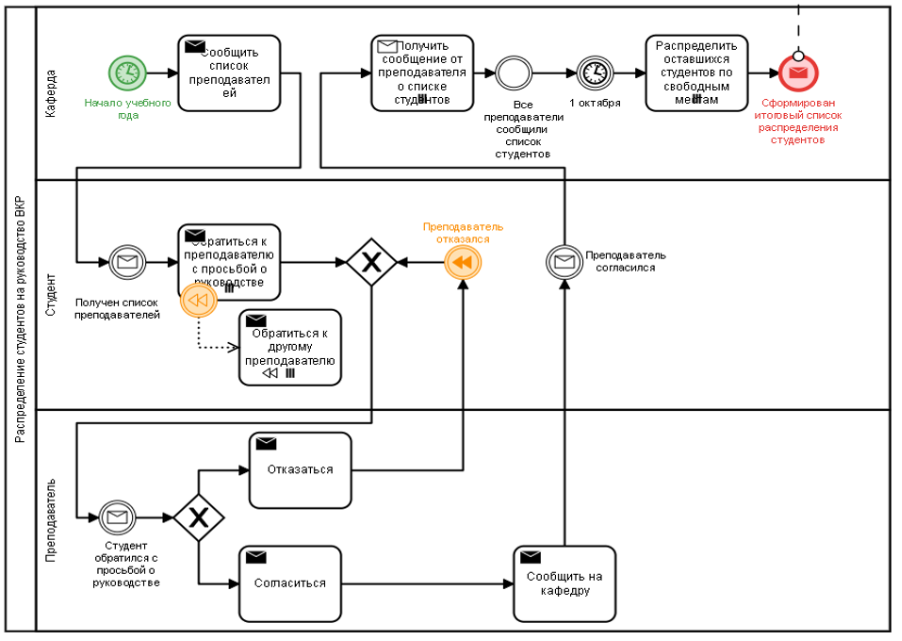 Распределение студентов на руководство ВКР
Каферда
Начало учебного
года
Сообщить
список
преподавател
ей
Получить
сообщение от
преподавателя
о списке
студентов
Все
преподаватели
сообщили
список
студентов
1 октября
Распределить
оставшихся
студентов по
свободным
местам
Сформирован
итоговый список
распределения
студентов
Студент
Получен список
преподавателей
Обратиться к
преподавателю
с просьбой о
руководстве
Обратиться к
другому
преподавателю
Преподаватель
отказался
Преподаватель
согласился
Преподаватель
Студент
обратился с
просьбой о
руководстве
Отказаться
Согласиться
Сообщить на
кафедру